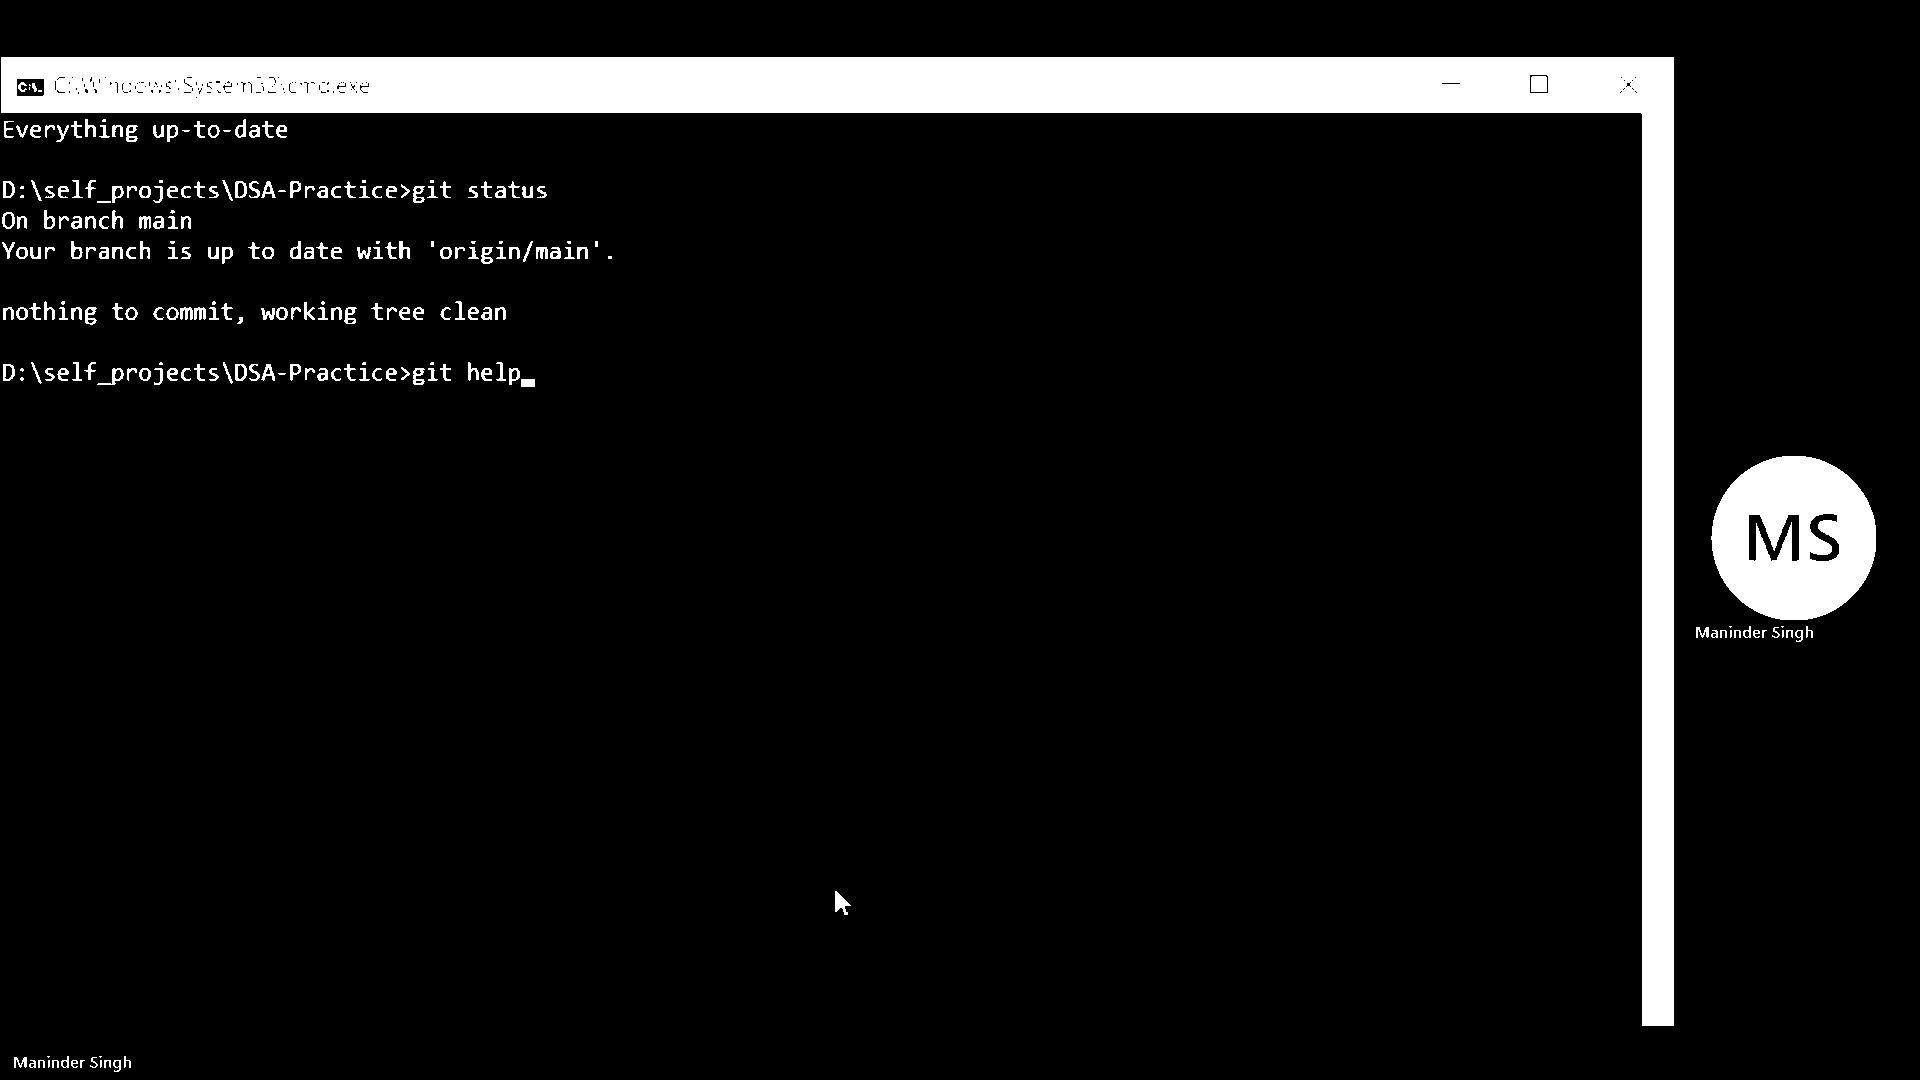 C:\Windows\System32\cmd.exe
Everything up-to-date
D:\self_projects\DSA-Practice>git status
On branch main
Your branch is up to date with 'origin/main'.
nothing to commit, working tree clean
D:\self_projects\DSA-Practice>git help
MS
Maninder Singh
Maninder Singh